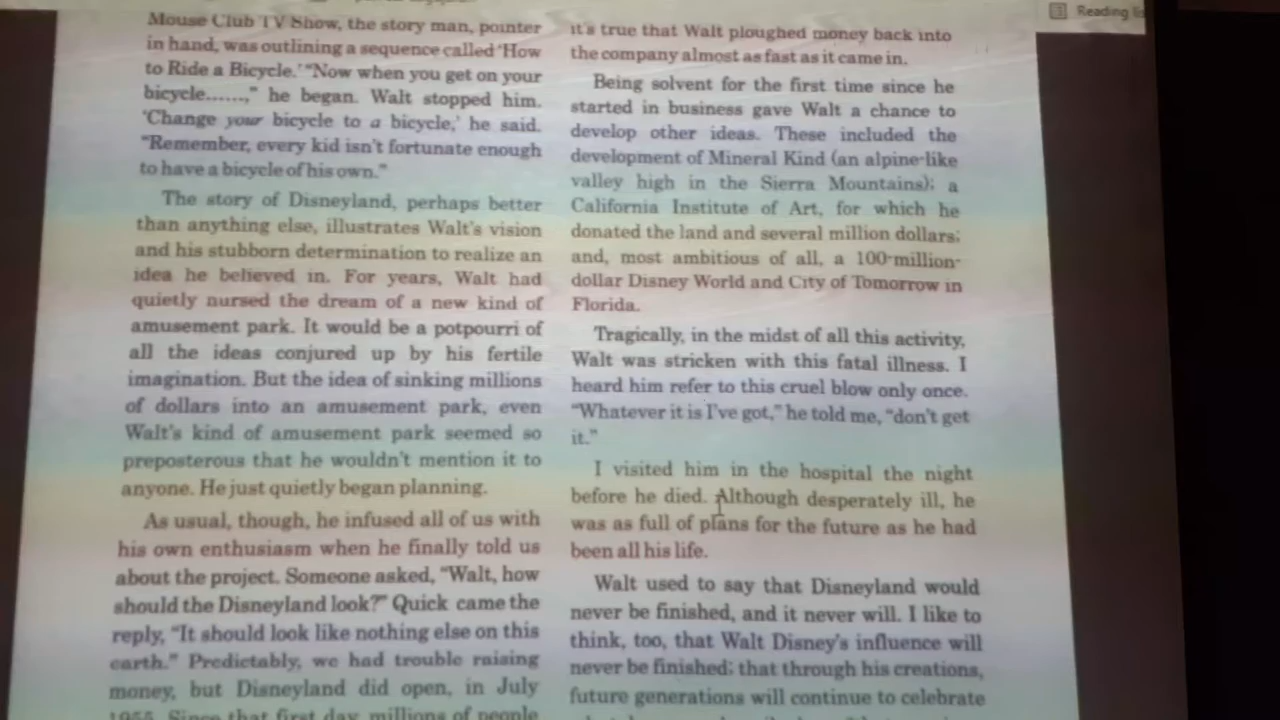 Reading
Mouse Club TV Show, the story man, pointer
in hand, was outlining a sequence called 'How
to Ride a Bicycle.' "Now when you get on your
bicycle......," he began. Walt stopped him.
'Change your bicycle to a bicycle,' he said.
"Remember, every kid isn't fortunate enough
to have a bicycle of his own."
The story of Disneyland, perhaps better
than anything else, illustrates Walt's vision
and his stubborn determination to realize an
idea he believed in. For years, Walt had
quietly nursed the dream of a new kind of
amusement park. It would be a potpourri of
all the ideas conjured up by his fertile
imagination. But the idea of sinking millions
of dollars into an amusement park, even
Walt's kind of amusement park seemed so
preposterous that he wouldn't mention it to
anyone. He just quietly began planning.
As usual, though, he infused all of us with
his own enthusiasm when he finally told us
about the project. Someone asked, "Walt, how
should the Disneyland look?" Quick came the
reply, "It should look like nothing else on this
earth." Predictably, we had trouble raising
money, but Disneyland did open, in July
1955. Since that first day, millions of people
it's true that Walt ploughed money back into
the company almost as fast as it came in.
Being solvent for the first time since he
started in business gave Walt a chance to
develop other ideas. These included the
development of Mineral Kind (an alpine-like
valley high in the Sierra Mountains); a
California Institute of Art, for which he
donated the land and several million dollars;
and, most ambitious of all, a 100-million-
dollar Disney World and City of Tomorrow in
Florida.
Tragically, in the midst of all this activity,
Walt was stricken with this fatal illness. I
heard him refer to this cruel blow only once.
"Whatever it is I've got," he told me, "don't get
it."
I visited him in the hospital the night
before he died. Although desperately ill, he
was as full of plans for the future as he had
been all his life.
Walt used to say that Disneyland would
never be finished, and it never will. I like to
think, too, that Walt Disney's influence will
never be finished; that through his creations,
future generations will continue to celebrate